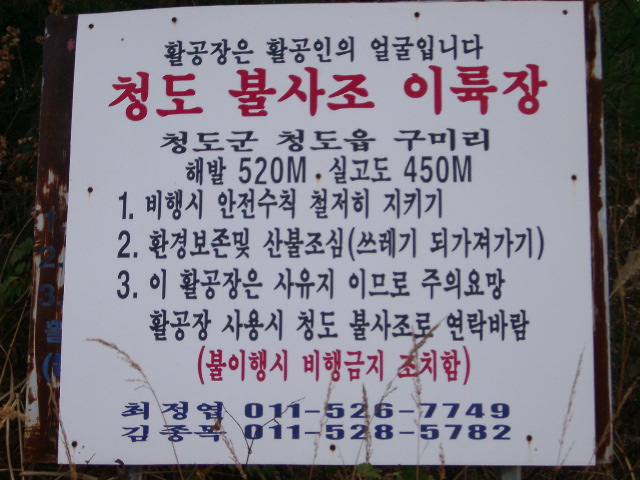 활공장은 활공인의 얼굴입니다
청도 불사조 이륙장
청도군 청도읍 구미리
해발 520M . 실고도 450M
1. 비행시 안전수칙 철저히 지키기
2. 환경보존및 산불조심(쓰레기 되가져가기)
3. 이 활공장은 사유지 이므로 주의요망
활공장 사용시 청도 불사조로 연락바람
(불이행시 비행금지 조치함)
최정협 011-526-7749
김종목 011-528-5782